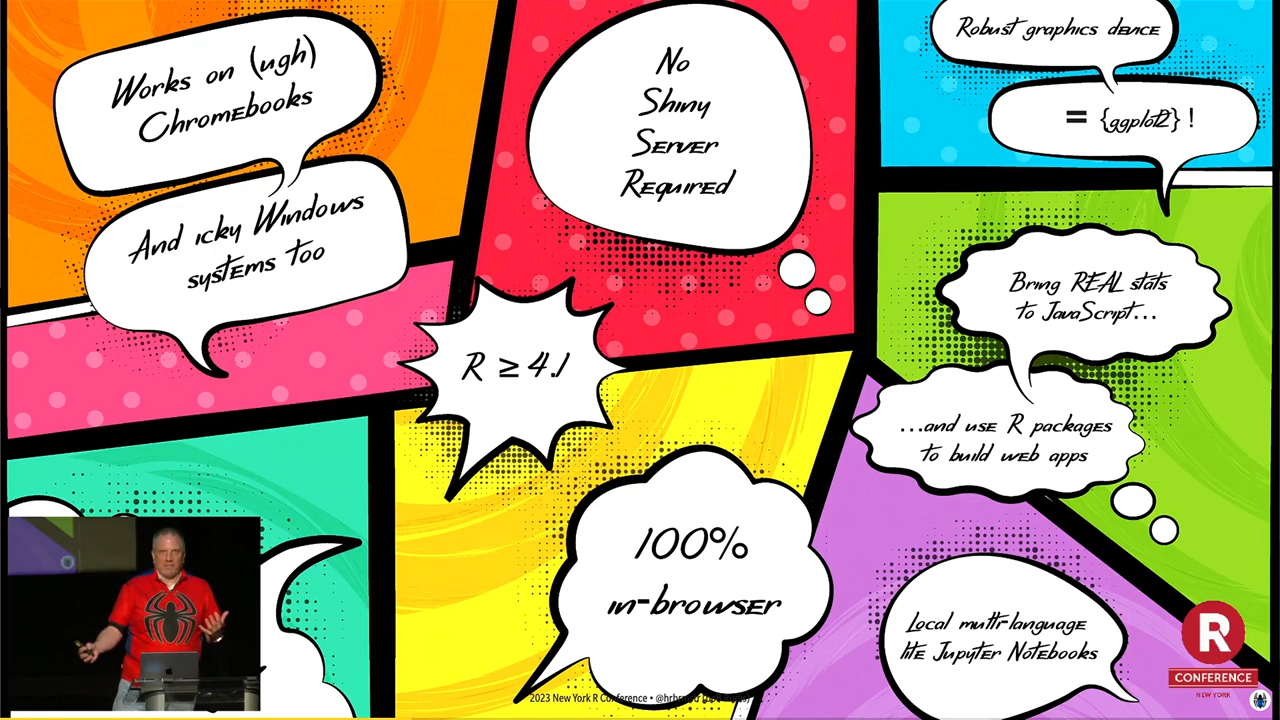 Works on (ugh)
Chromebooks
And icky Windows
systems too
No
Shiny
Server
Required
Robust graphics device
= {ggplot2} !
R ≥ 4.1
Bring REAL stats
to JavaScript...
...and use R packages
to build web apps
100%
in-browser
Local multi-language
lite Jupyter Notebooks
2023 New York R Conference •
R
CONFERENCE
NEW YORK